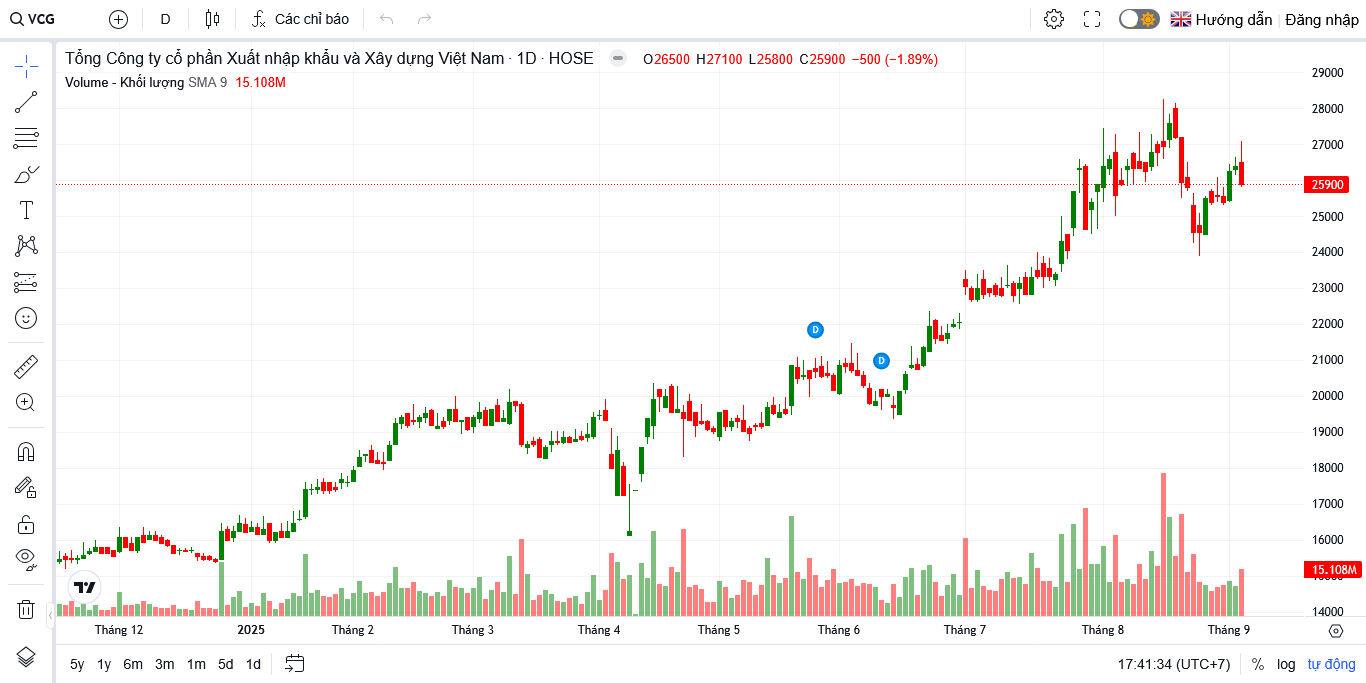 VCG D Các chỉ báo Hướng dẫn Đăng nhập
Tổng Công ty cổ phần Xuất nhập khẩu và Xây dựng Việt Nam · 1D · HOSE O26500 H27100 L25800 C25900 −500 (−1.89%)
Volume - Khối lượng SMA 9 15.108M
29000
28000
27000
25900
25000
24000
23000
22000
21000
20000
19000
18000
17000
16000
15.108M
14000
D
D
Tháng 12 2025 Tháng 2 Tháng 3 Tháng 4 Tháng 5 Tháng 6 Tháng 7 Tháng 8 Tháng 9
5y 1y 6m 3m 1m 5d 1d 17:41:34 (UTC+7) % log tự động